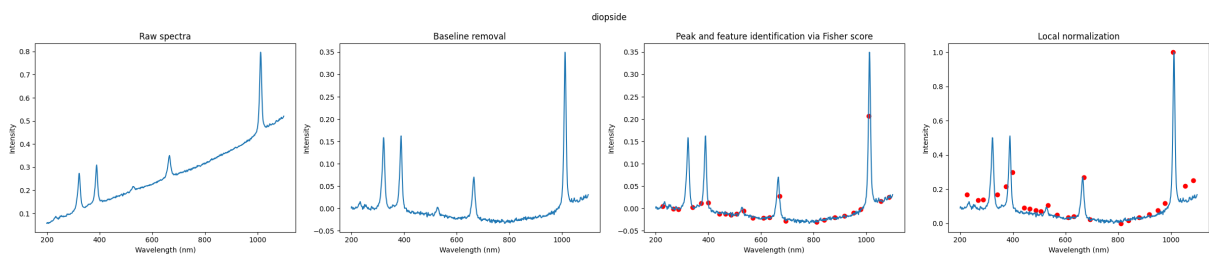 diopside
Raw spectra
Intensity
0.8
0.7
0.6
0.5
0.4
0.3
0.2
0.1
200 400 600 800 1000
Wavelength (nm)
Baseline removal
Intensity
0.35
0.30
0.25
0.20
0.15
0.10
0.05
0.00
−0.05
200 400 600 800 1000
Wavelength (nm)
Peak and feature identification via Fisher score
Intensity
0.35
0.30
0.25
0.20
0.15
0.10
0.05
0.00
−0.05
200 400 600 800 1000
Wavelength (nm)
Local normalization
Intensity
1.0
0.8
0.6
0.4
0.2
0.0
200 400 600 800 1000
Wavelength (nm)